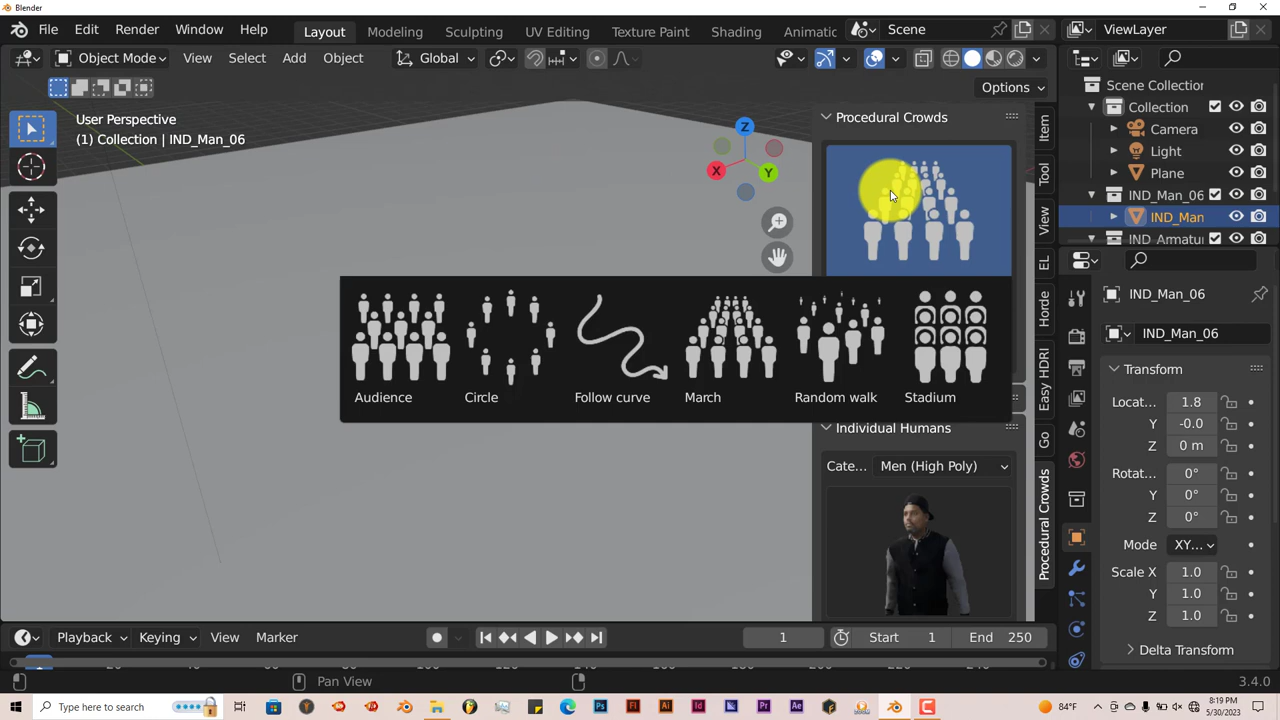 Blender
File Edit Render Window Help Layout Modeling Sculpting UV Editing Texture Paint Shading Animatic Scene ViewLayer
Object Mode View Select Add Object Global
Options
User Perspective
(1) Collection | IND_Man_06
Z
X
Y
Procedural Crowds
Audience Circle Follow curve March Random walk Stadium
Individual Humans
Cate... Men (High Poly)
Item
Tool
View
EL
Horde
Easy HDRI
Go
Procedural Crowds
Scene Collection
Collection
Camera
Light
Plane
IND_Man_06
IND_Man
IND Armatu
IND_Man_06
IND_Man_06
Transform
Locat... 1.8
Y -0.0
Z 0 m
Rotat... 0°
Y 0°
Z 0°
Mode XY...
Scale X 1.0
Y 1.0
Z 1.0
Delta Transform
Playback Keying View Marker 1 Start 1 End 250
Pan View 3.4.0
Type here to search
84°F
8:19 PM
5/30/2023